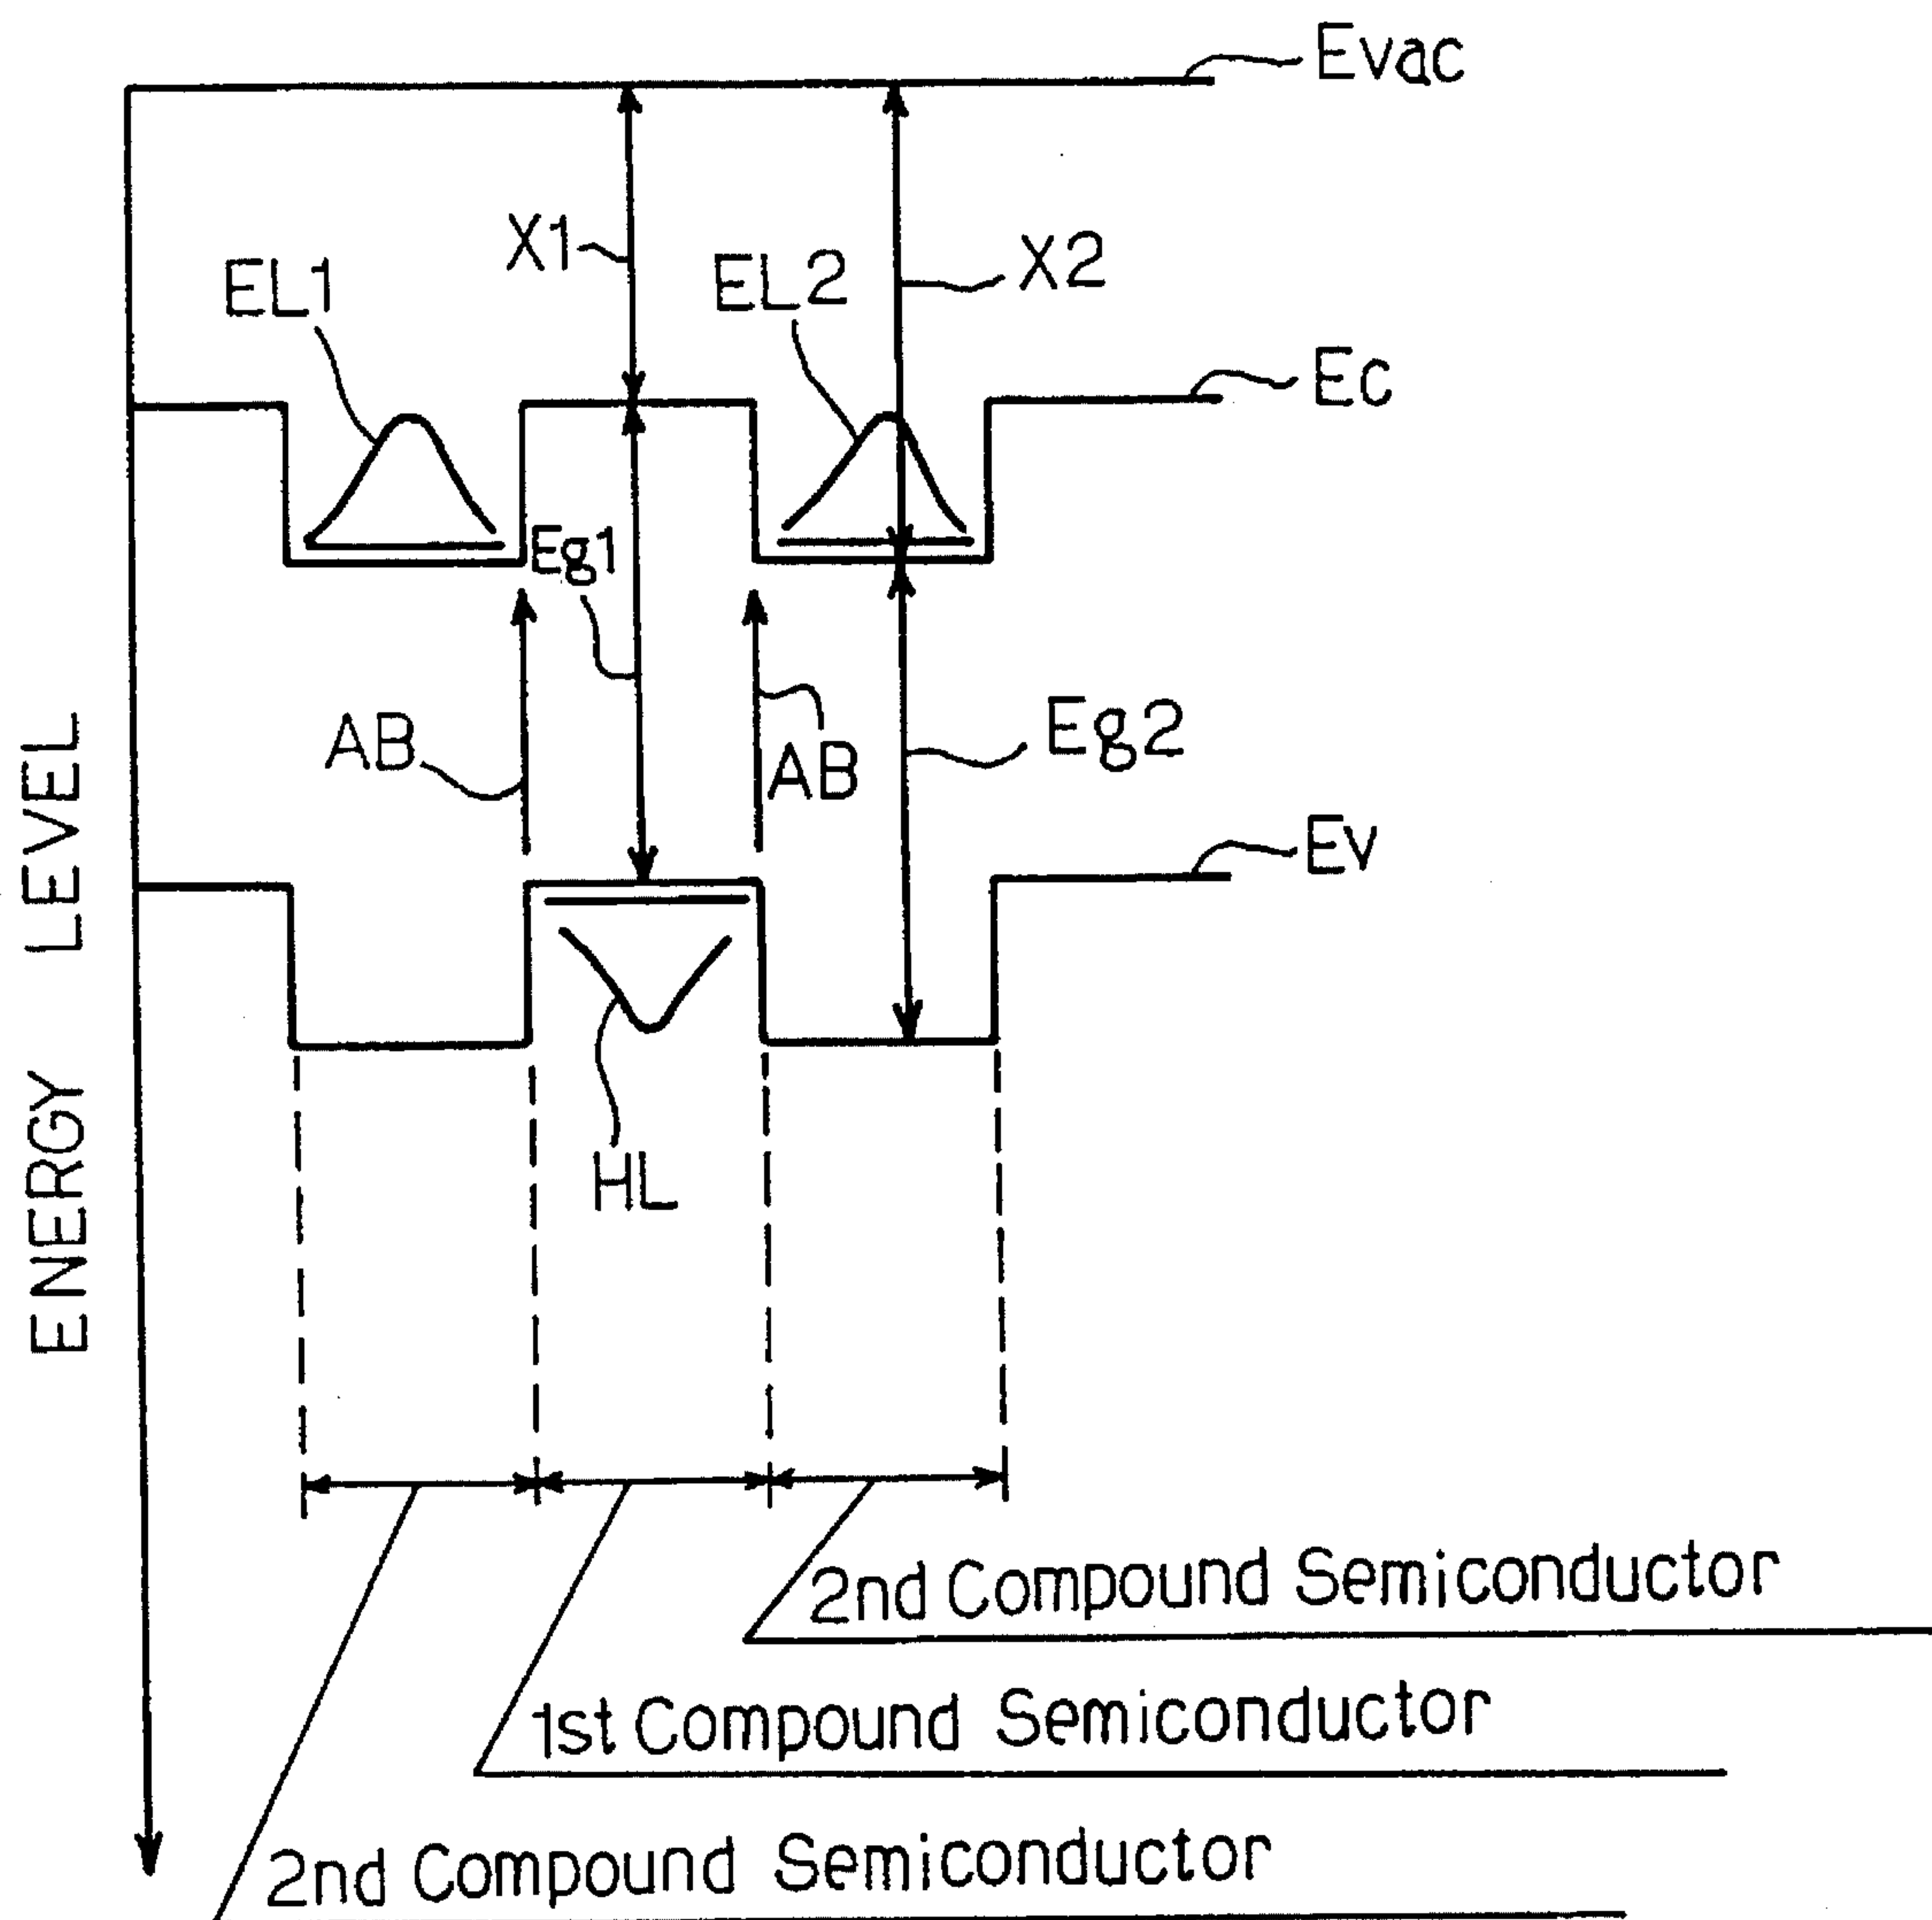 Evac
X1
X2
EL1
EL2
Ec
Eg1
AB
AB
Eg2
Ev
HL
ENERGY LEVEL
2nd Compound Semiconductor
1st Compound Semiconductor
2nd Compound Semiconductor